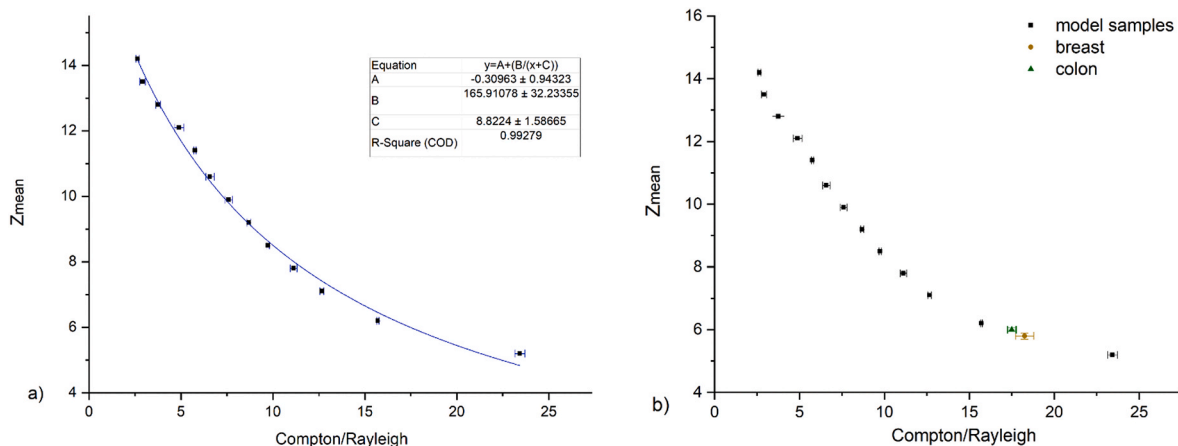 Equation y=A+(B/(x+C))
A -0.30963 ± 0.94323
B 165.91078 ± 32.23355
C 8.8224 ± 1.58665
R-Square (COD) 0.99279
14
12
10
8
6
4
Zmean
0 5 10 15 20 25
Compton/Rayleigh
a)
model samples
breast
colon
16
14
12
10
8
6
4
Zmean
0 5 10 15 20 25
Compton/Rayleigh
b)